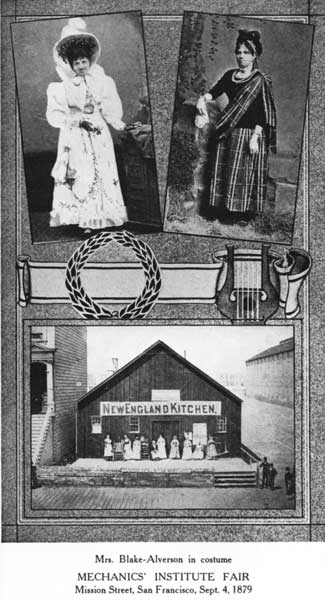 NEW ENGLAND KITCHEN.
Mrs. Blake-Alverson in costume
MECHANICS' INSTITUTE FAIR
Mission Street, San Francisco, Sept. 4, 1879